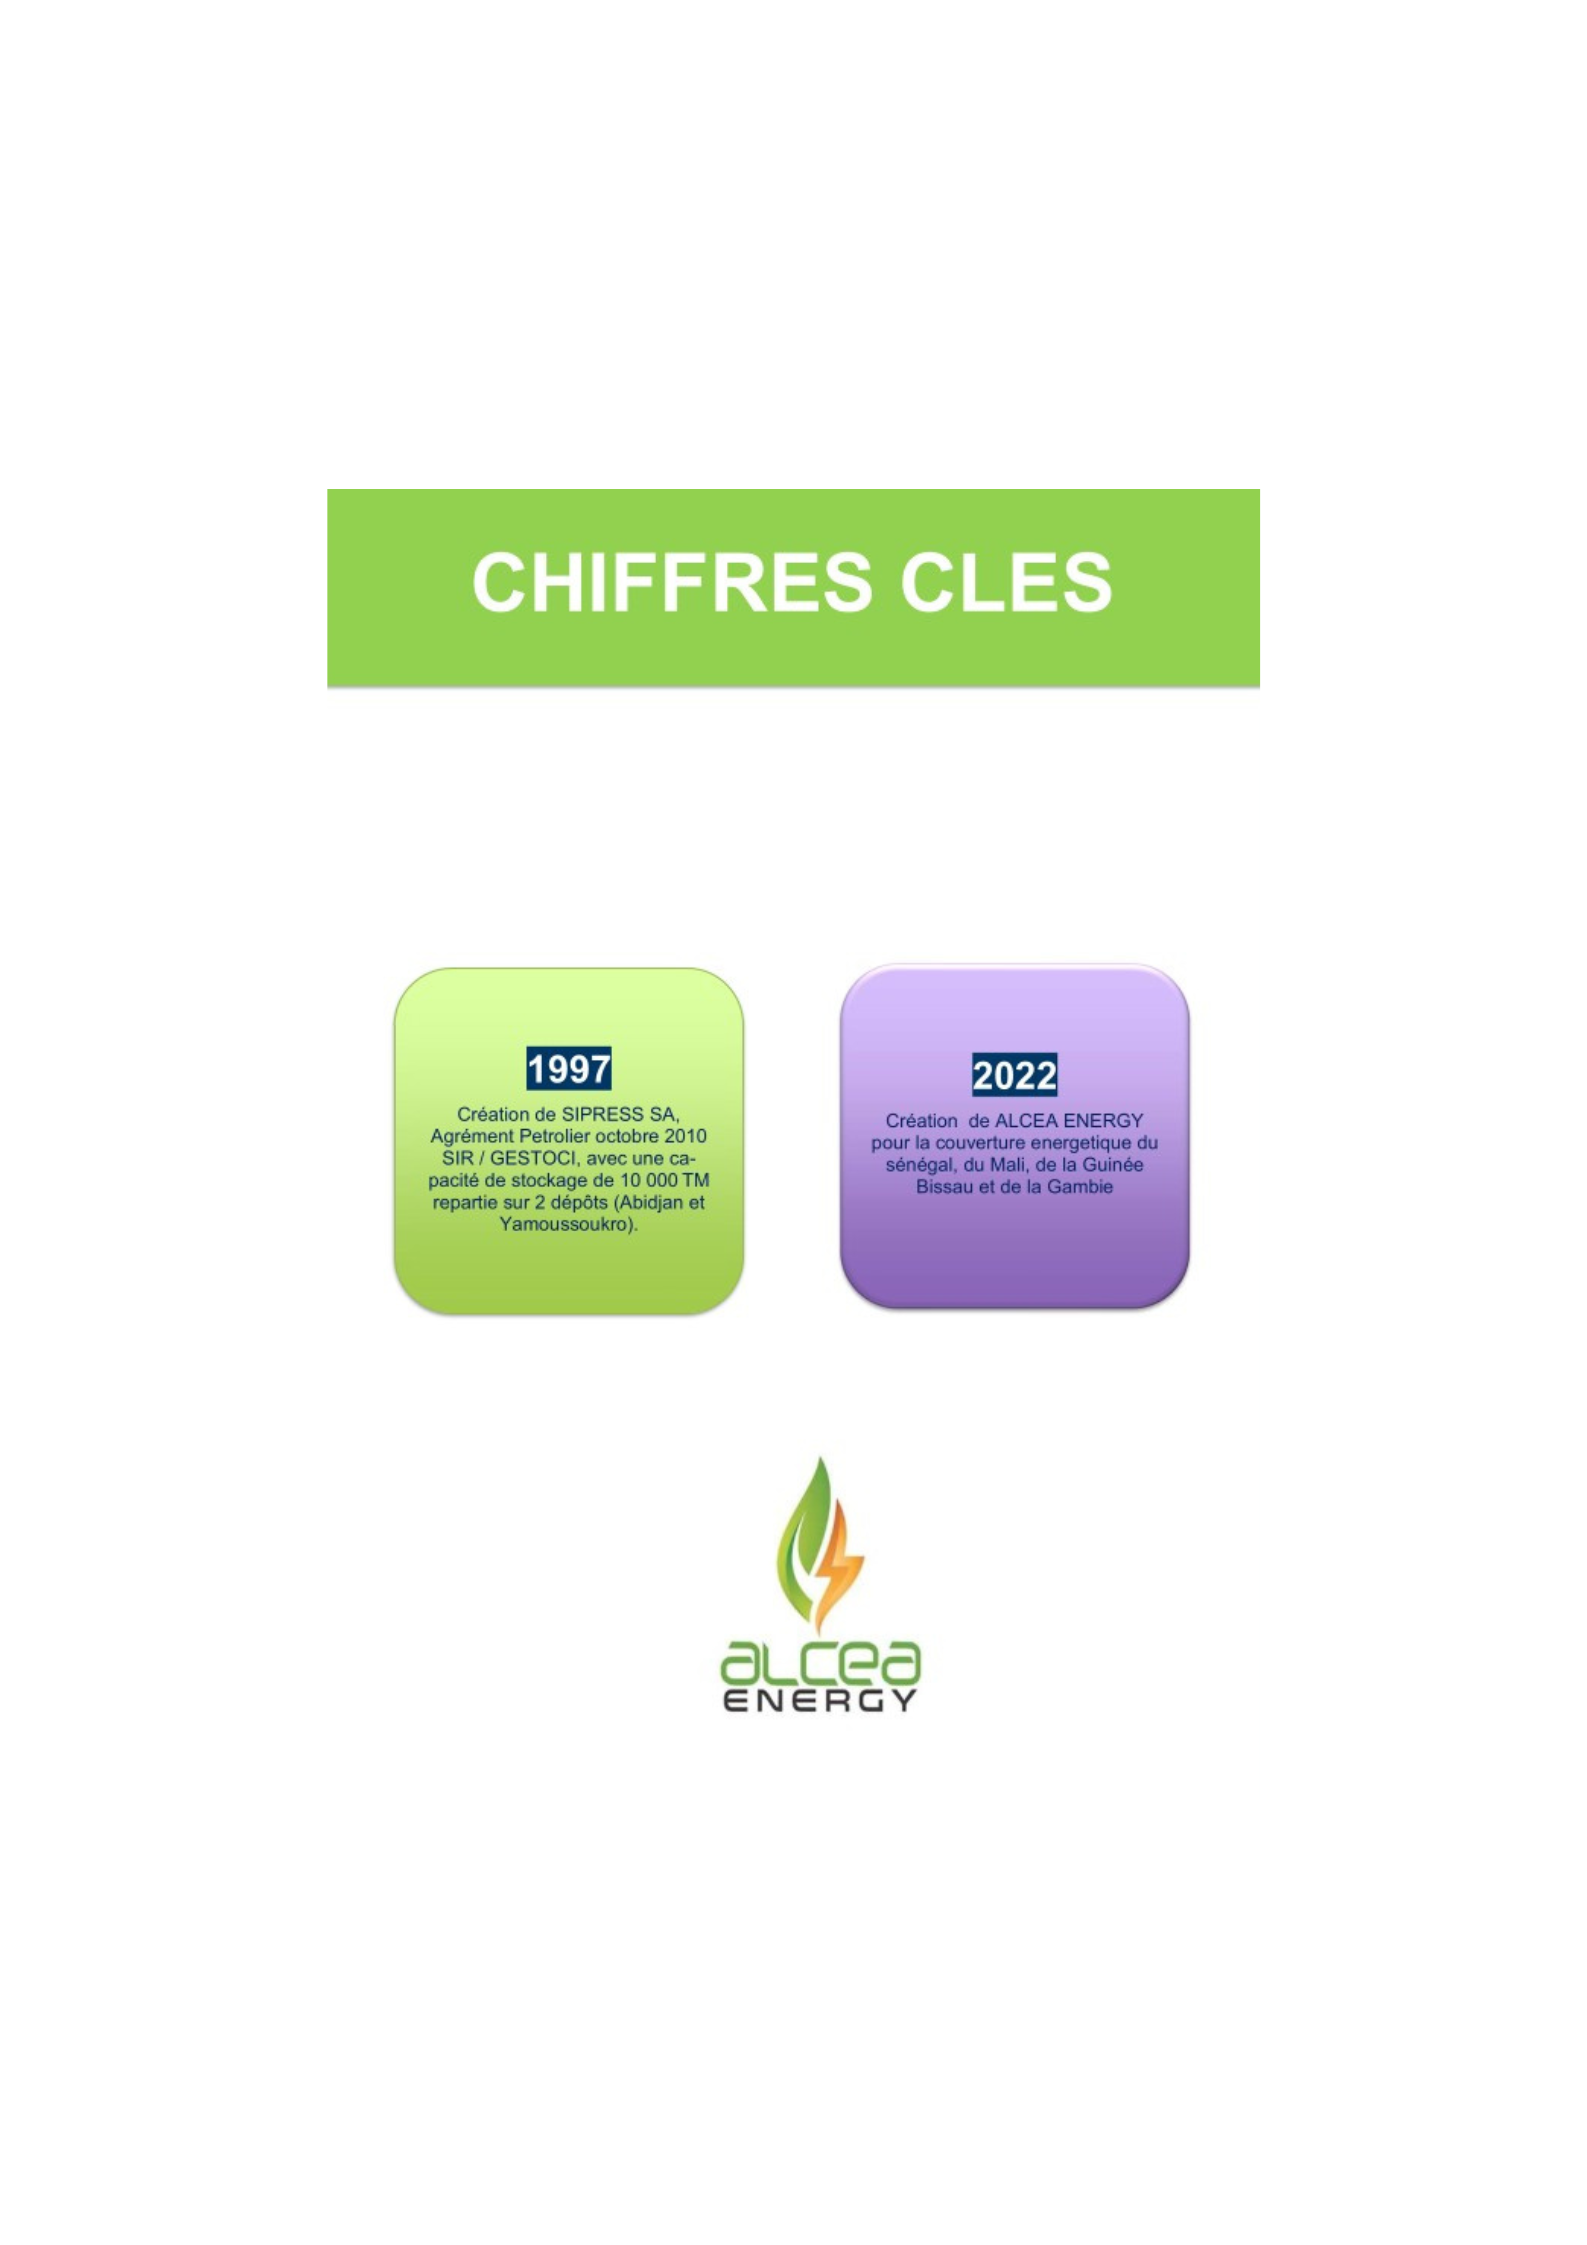 CHIFFRES CLES
1997
Création de SIPRESS SA,
Agrément Petrolier octobre 2010
SIR / GESTOCI, avec une ca-
pacité de stockage de 10 000 TM
repartie sur 2 dépôts (Abidjan et
Yamoussoukro).
2022
Création  de ALCEA ENERGY
pour la couverture energetique du
sénégal, du Mali, de la Guinée
Bissau et de la Gambie
aLcea
ENERGY